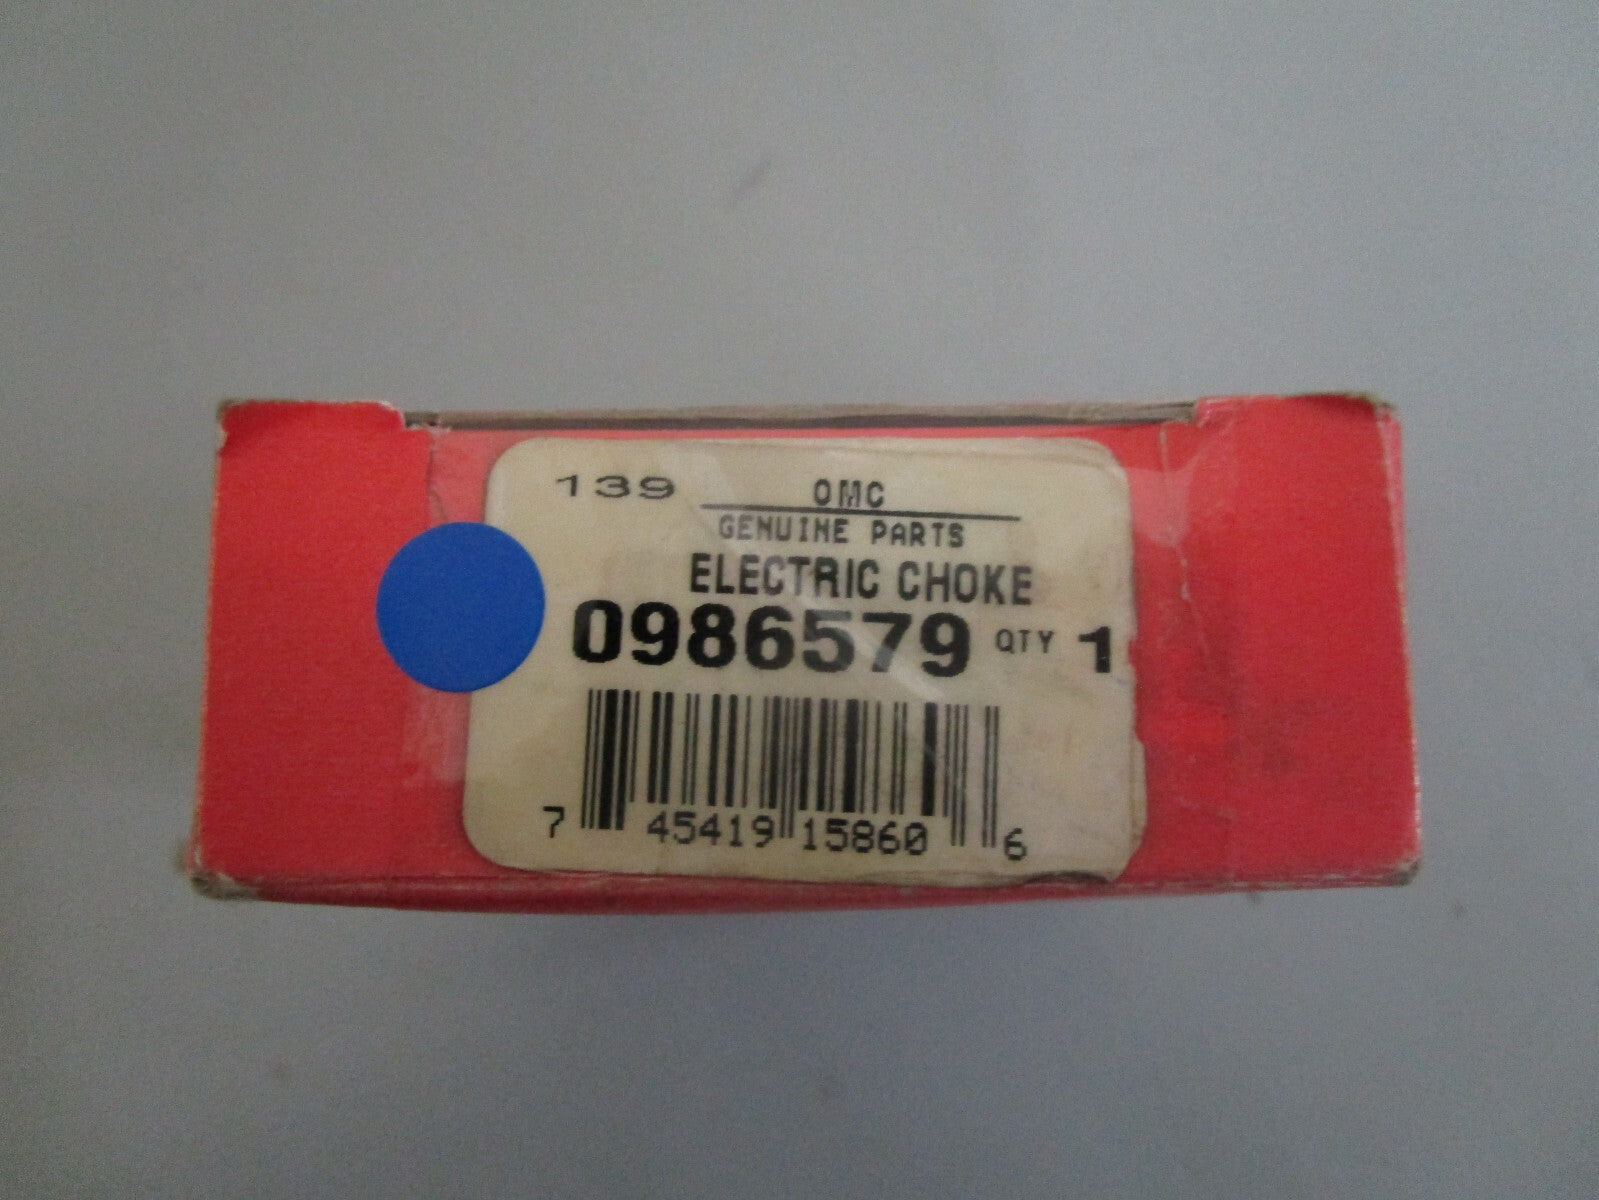 139 OMC
GENUINE PARTS
ELECTRIC CHOKE
0986579 QTY 1
7 45419 15860 6